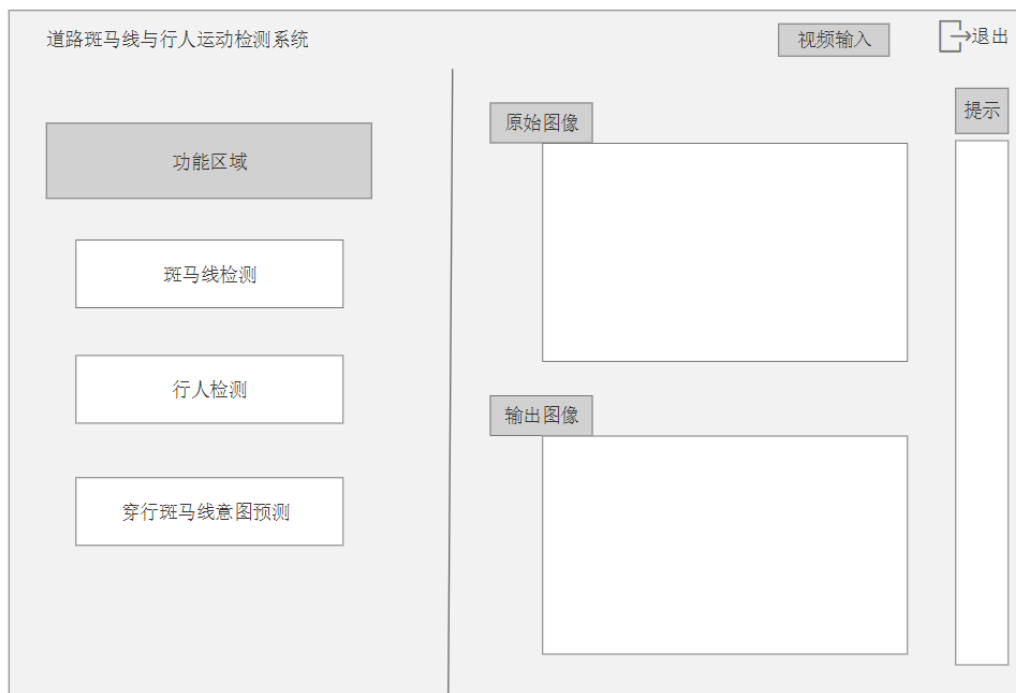 道路斑马线与行人运动检测系统
视频输入
退出
功能区域
斑马线检测
行人检测
穿行斑马线意图预测
原始图像
输出图像
提示